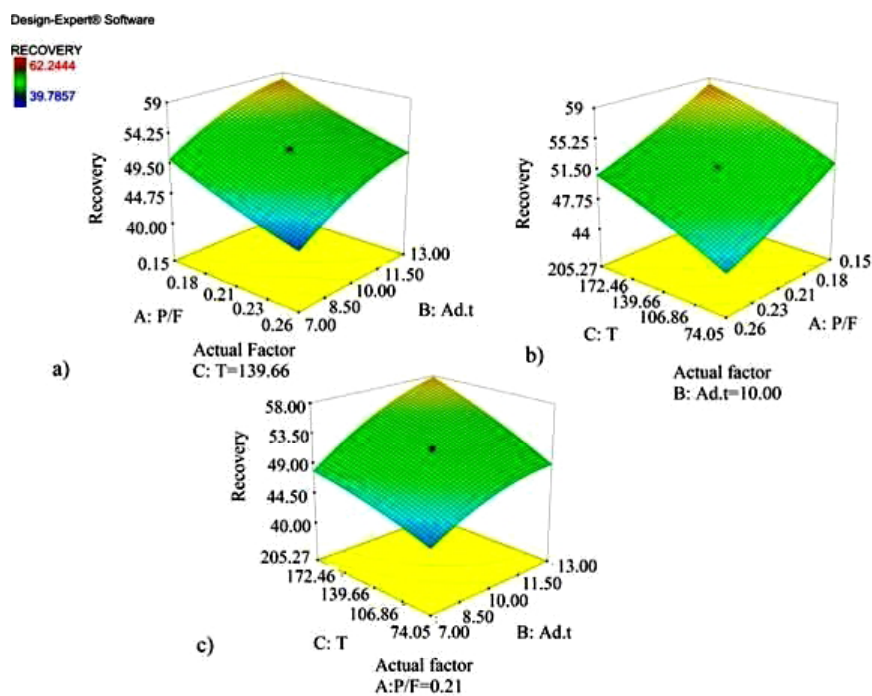 Design-Expert® Software
RECOVERY
62.2444
39.7857
59
54.25
49.50
44.75
40.00
Recovery
0.15
0.18
0.21
0.23
0.26
A: P/F
7.00
8.50
10.00
11.50
13.00
B: Ad.t
Actual Factor
C: T=139.66
a)
59
55.25
51.50
47.75
44
Recovery
205.27
172.46
139.66
106.86
74.05
C: T
0.26
0.23
0.21
0.18
0.15
A: P/F
Actual factor
B: Ad.t=10.00
b)
58.00
53.50
49.00
44.50
40.00
Recovery
205.27
172.46
139.66
106.86
74.05
C: T
7.00
8.50
10.00
11.50
13.00
B: Ad.t
Actual factor
A:P/F=0.21
c)